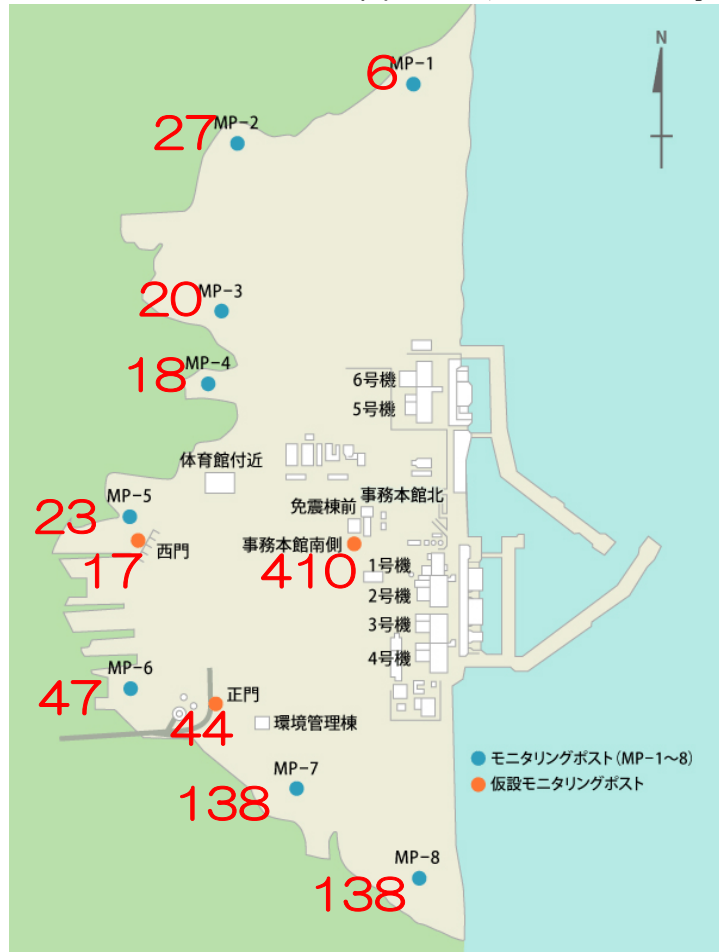 N
6
MP-1
27
MP-2
20
MP-3
18
MP-4
6号機
5号機
体育館付近
事務本館北
免震棟前
23
MP-5
17
西門
事務本館南側
410
1号機
2号機
3号機
4号機
47
MP-6
44
正門
環境管理棟
138
MP-7
モニタリングポスト(MP-1〜8)
仮設モニタリングポスト
138
MP-8